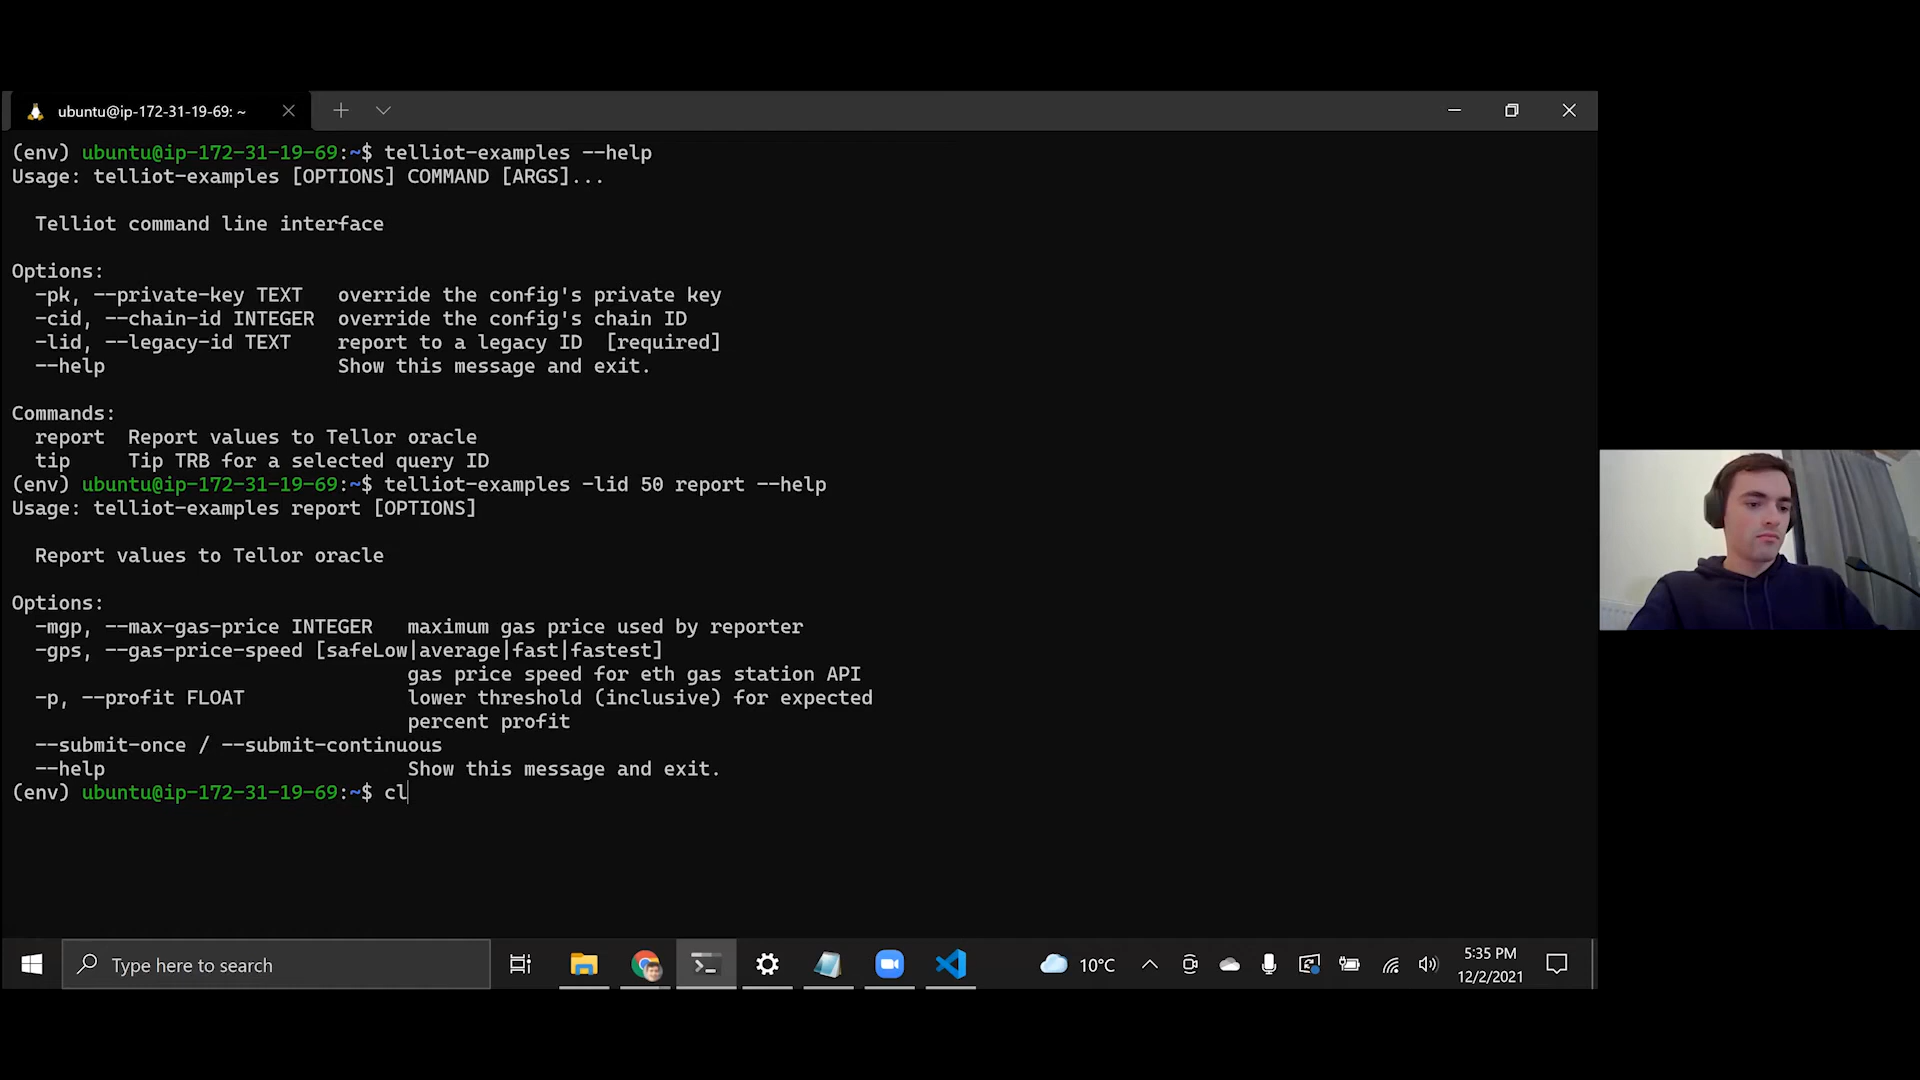 ubuntu@ip-172-31-19-69: ~
(env) ubuntu@ip-172-31-19-69:~$ telliot-examples --help
Usage: telliot-examples [OPTIONS] COMMAND [ARGS]...
Telliot command line interface
Options:
-pk, --private-key TEXT override the config's private key
-cid, --chain-id INTEGER override the config's chain ID
-lid, --legacy-id TEXT report to a legacy ID [required]
--help Show this message and exit.
Commands:
report Report values to Tellor oracle
tip Tip TRB for a selected query ID
(env) ubuntu@ip-172-31-19-69:~$ telliot-examples -lid 50 report --help
Usage: telliot-examples report [OPTIONS]
Report values to Tellor oracle
Options:
-mgp, --max-gas-price INTEGER maximum gas price used by reporter
-gps, --gas-price-speed [safeLow|average|fast|fastest]
gas price speed for eth gas station API
-p, --profit FLOAT lower threshold (inclusive) for expected
percent profit
--submit-once / --submit-continuous
--help Show this message and exit.
(env) ubuntu@ip-172-31-19-69:~$ cl
Type here to search
10°C
5:35 PM
12/2/2021